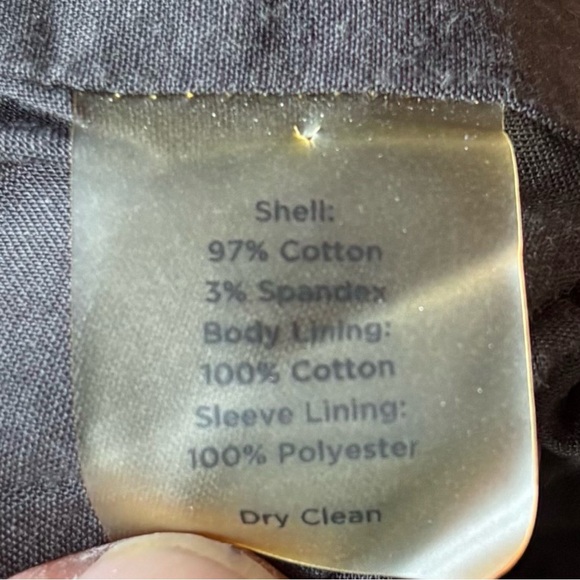 Shell:
97% Cotton
3% Spandex
Body Lining:
100% Cotton
Sleeve Lining:
100% Polyester
Dry Clean